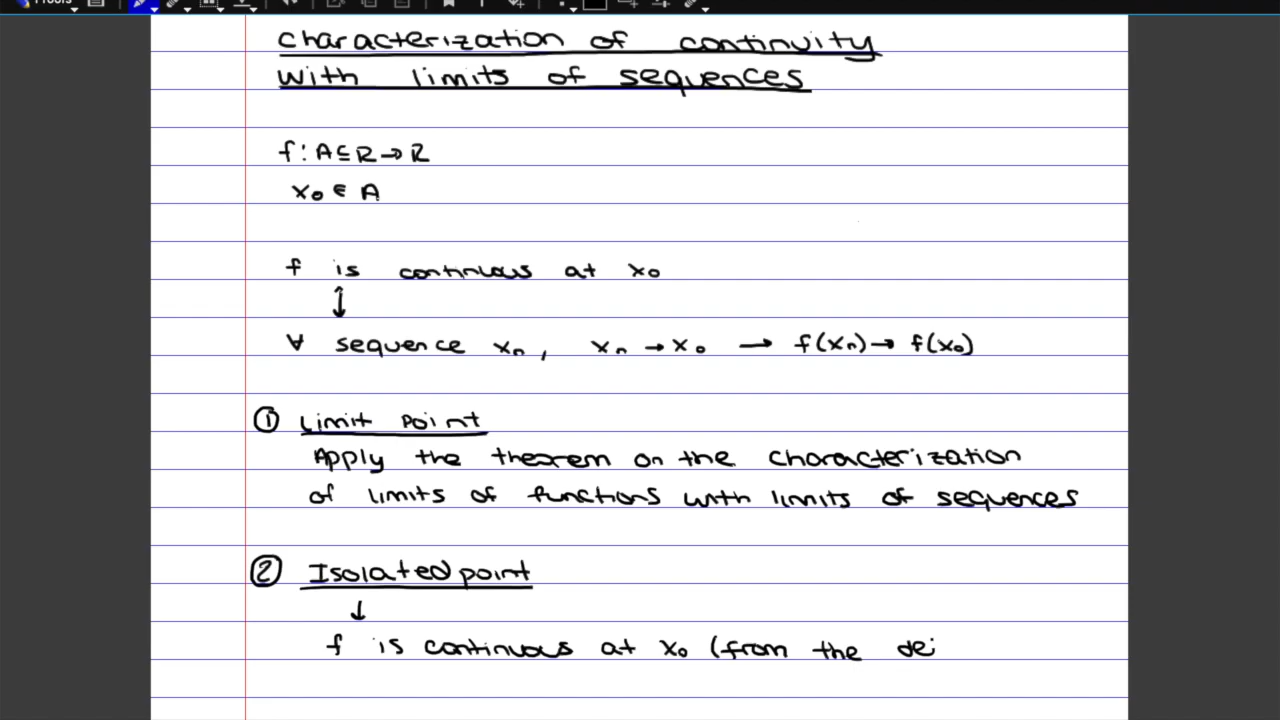 Proofs
characterization of continuity
with limits of sequences
f: A ⊆ R → R
x₀ ∈ A
f is continuous at x₀
↕
∀ sequence xₙ, xₙ → x₀ → f(xₙ) → f(x₀)
① Limit Point
Apply the theorem on the characterization
of limits of functions with limits of sequences
② Isolated point
↓
f is continuous at x₀ (from the dei